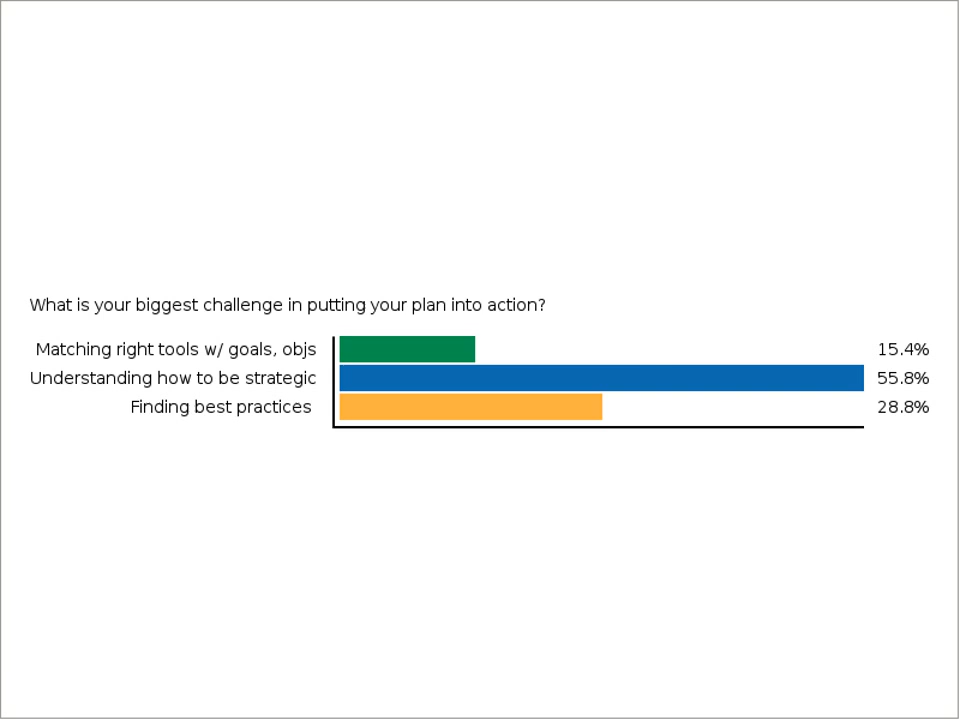 What is your biggest challenge in putting your plan into action?
Matching right tools w/ goals, objs 15.4%
Understanding how to be strategic 55.8%
Finding best practices 28.8%